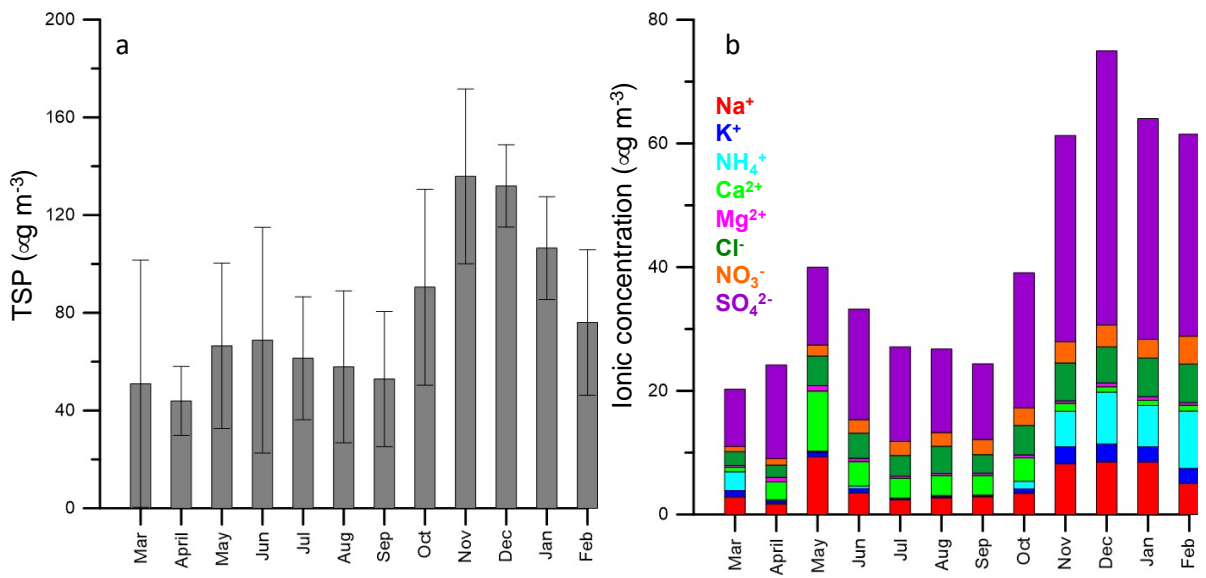 a
TSP (∝g m-3)
200
160
120
80
40
0
Mar
April
May
Jun
Jul
Aug
Sep
Oct
Nov
Dec
Jan
Feb
b
Ionic concentration (∝g m-3)
80
60
40
20
0
Na+
K+
NH4+
Ca2+
Mg2+
Cl-
NO3-
SO42-
Mar
April
May
Jun
Jul
Aug
Sep
Oct
Nov
Dec
Jan
Feb